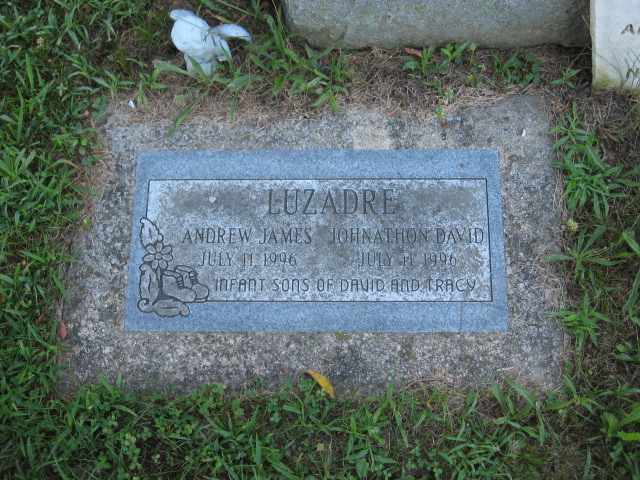 LUZADRE
ANDREW JAMES JOHNATHON DAVID
JULY 11 1996 JULY 11 1996
INFANT SONS OF DAVID AND TRACY